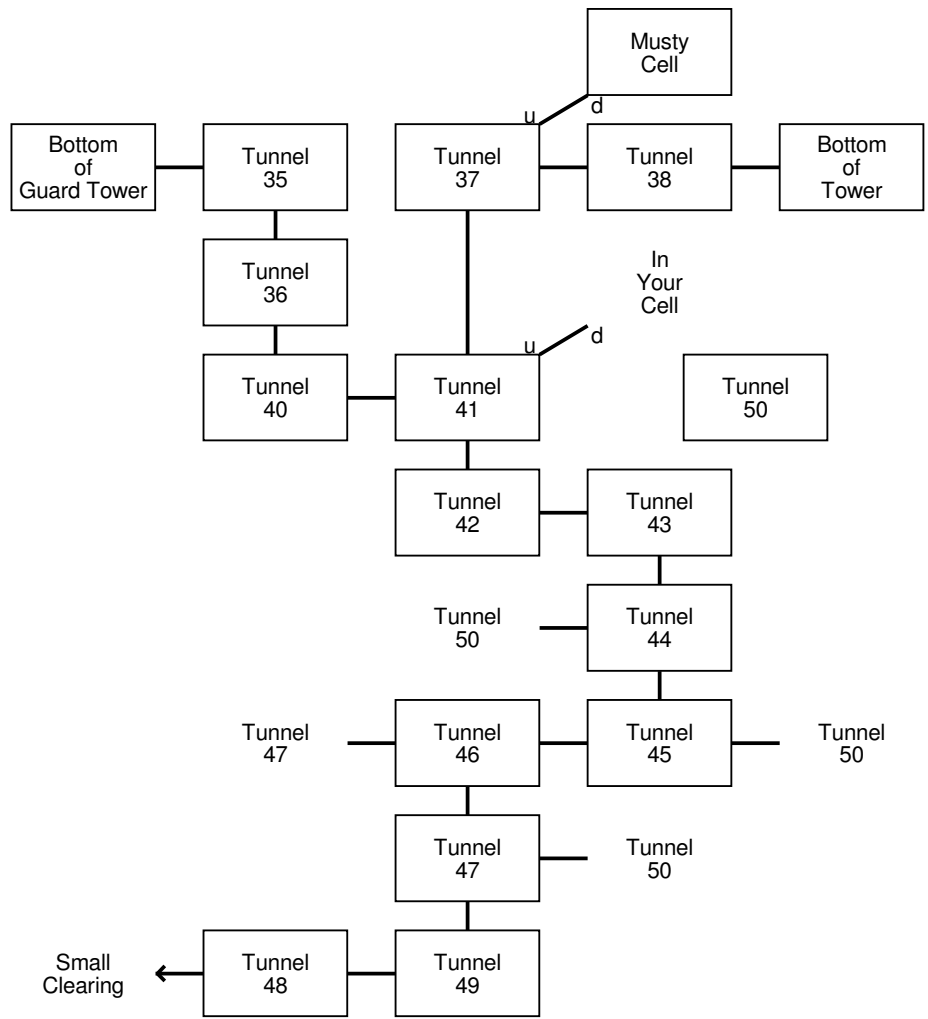 Musty
Cell
u
d
Bottom
of
Guard Tower
Tunnel
35
Tunnel
37
Tunnel
38
Bottom
of
Tower
Tunnel
36
In
Your
Cell
u
d
Tunnel
40
Tunnel
41
Tunnel
50
Tunnel
42
Tunnel
43
Tunnel
50
Tunnel
44
Tunnel
47
Tunnel
46
Tunnel
45
Tunnel
50
Tunnel
47
Tunnel
50
Small
Clearing
Tunnel
48
Tunnel
49